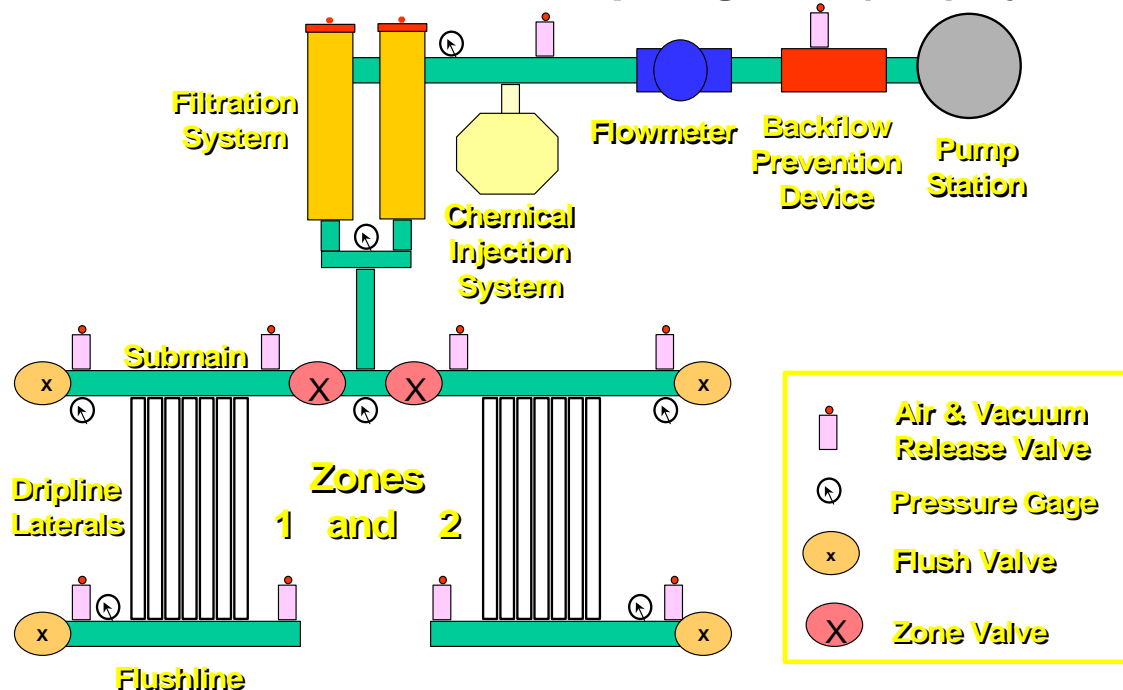 Filtration
System
Flowmeter
Backflow
Prevention
Device
Pump
Station
Chemical
Injection
System
Submain
x
X
X
x
Dripline
Laterals
Zones
1 and 2
x
x
Flushline
Air & Vacuum
Release Valve
Pressure Gage
x
Flush Valve
X
Zone Valve